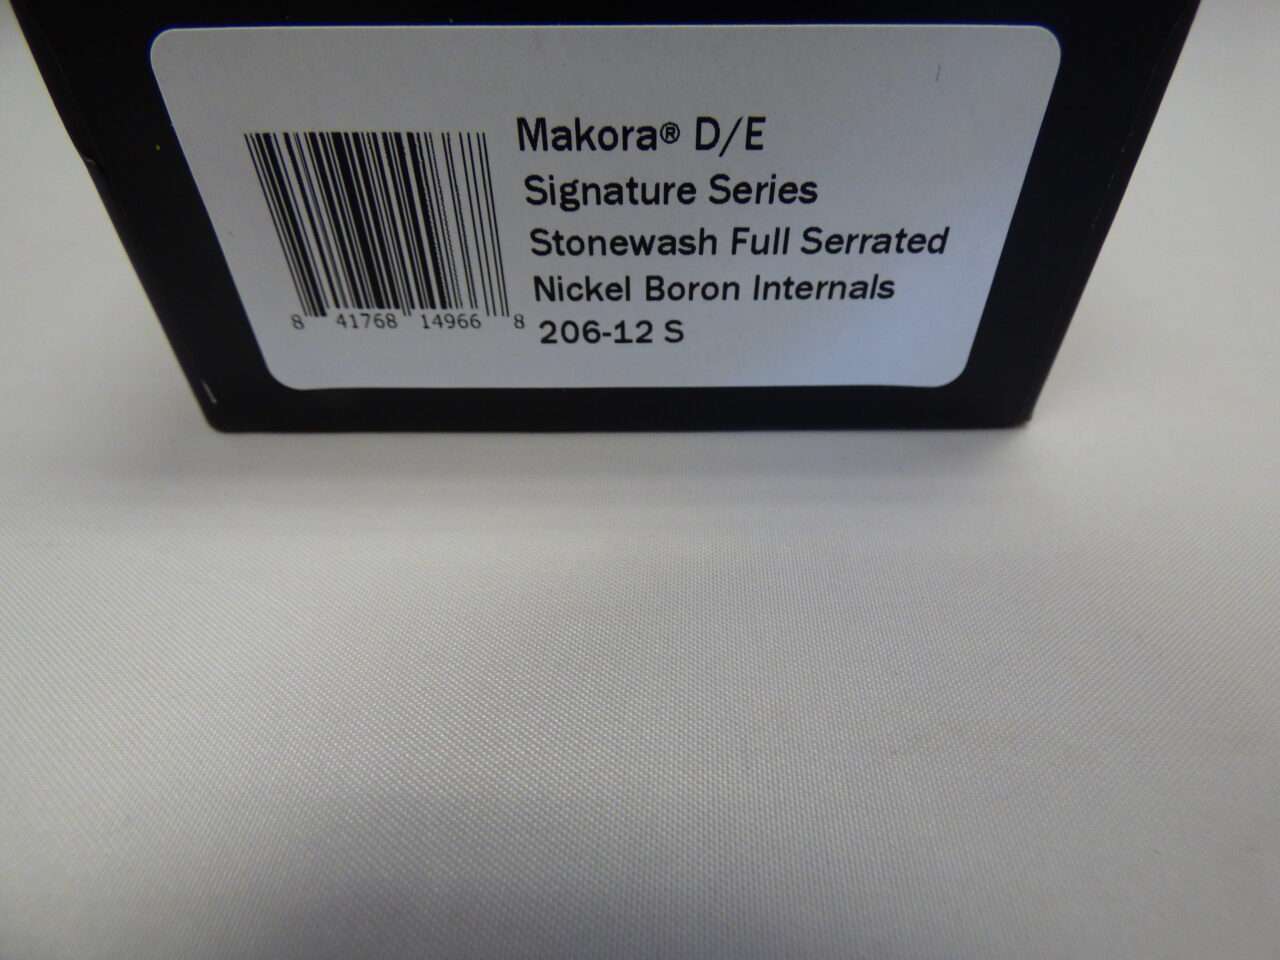 Makora® D/E
Signature Series
Stonewash Full Serrated
Nickel Boron Internals
206-12 S
8 41768 14966 8